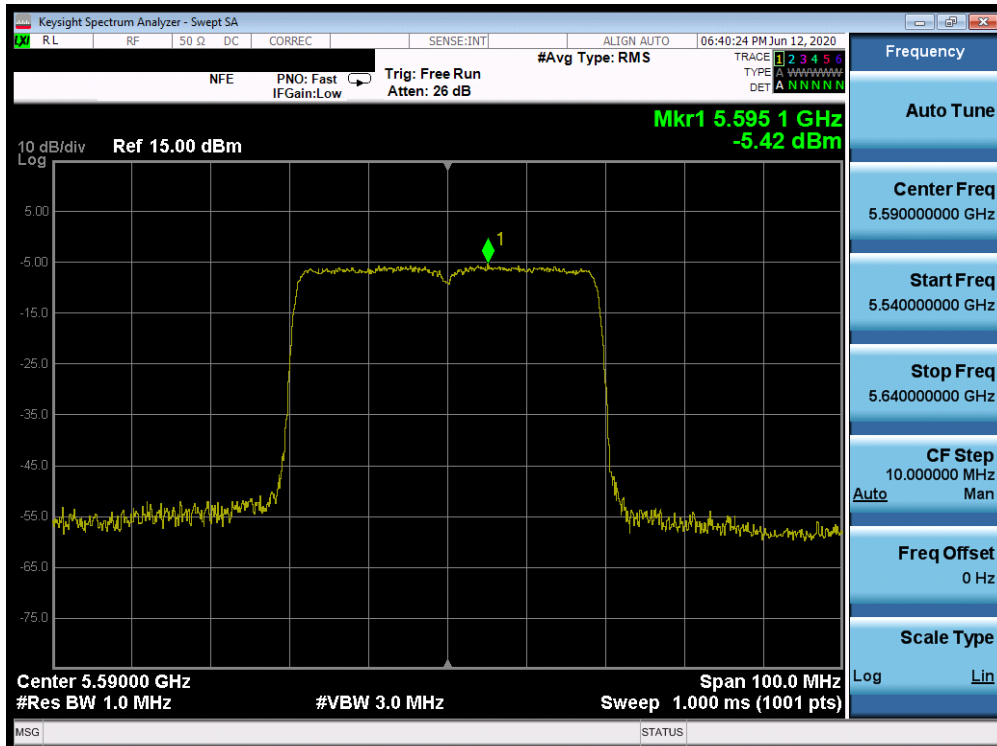 Keysight Spectrum Analyzer - Swept SA
LXI RL RF 50 Ω DC CORREC SENSE:INT ALIGN AUTO 06:40:24 PM Jun 12, 2020
NFE PNO: Fast IFGain:Low Trig: Free Run Atten: 26 dB #Avg Type: RMS
TRACE 1 2 3 4 5 6
TYPE A WWWWWW
DET A N N N N N
Mkr1 5.595 1 GHz
-5.42 dBm
10 dB/div Ref 15.00 dBm
Log
5.00
-5.00
-15.0
-25.0
-35.0
-45.0
-55.0
-65.0
-75.0
1
Center 5.59000 GHz Span 100.0 MHz
#Res BW 1.0 MHz #VBW 3.0 MHz Sweep 1.000 ms (1001 pts)
MSG STATUS
Frequency
Auto Tune
Center Freq
5.590000000 GHz
Start Freq
5.540000000 GHz
Stop Freq
5.640000000 GHz
CF Step
10.000000 MHz
Auto Man
Freq Offset
0 Hz
Scale Type
Log Lin